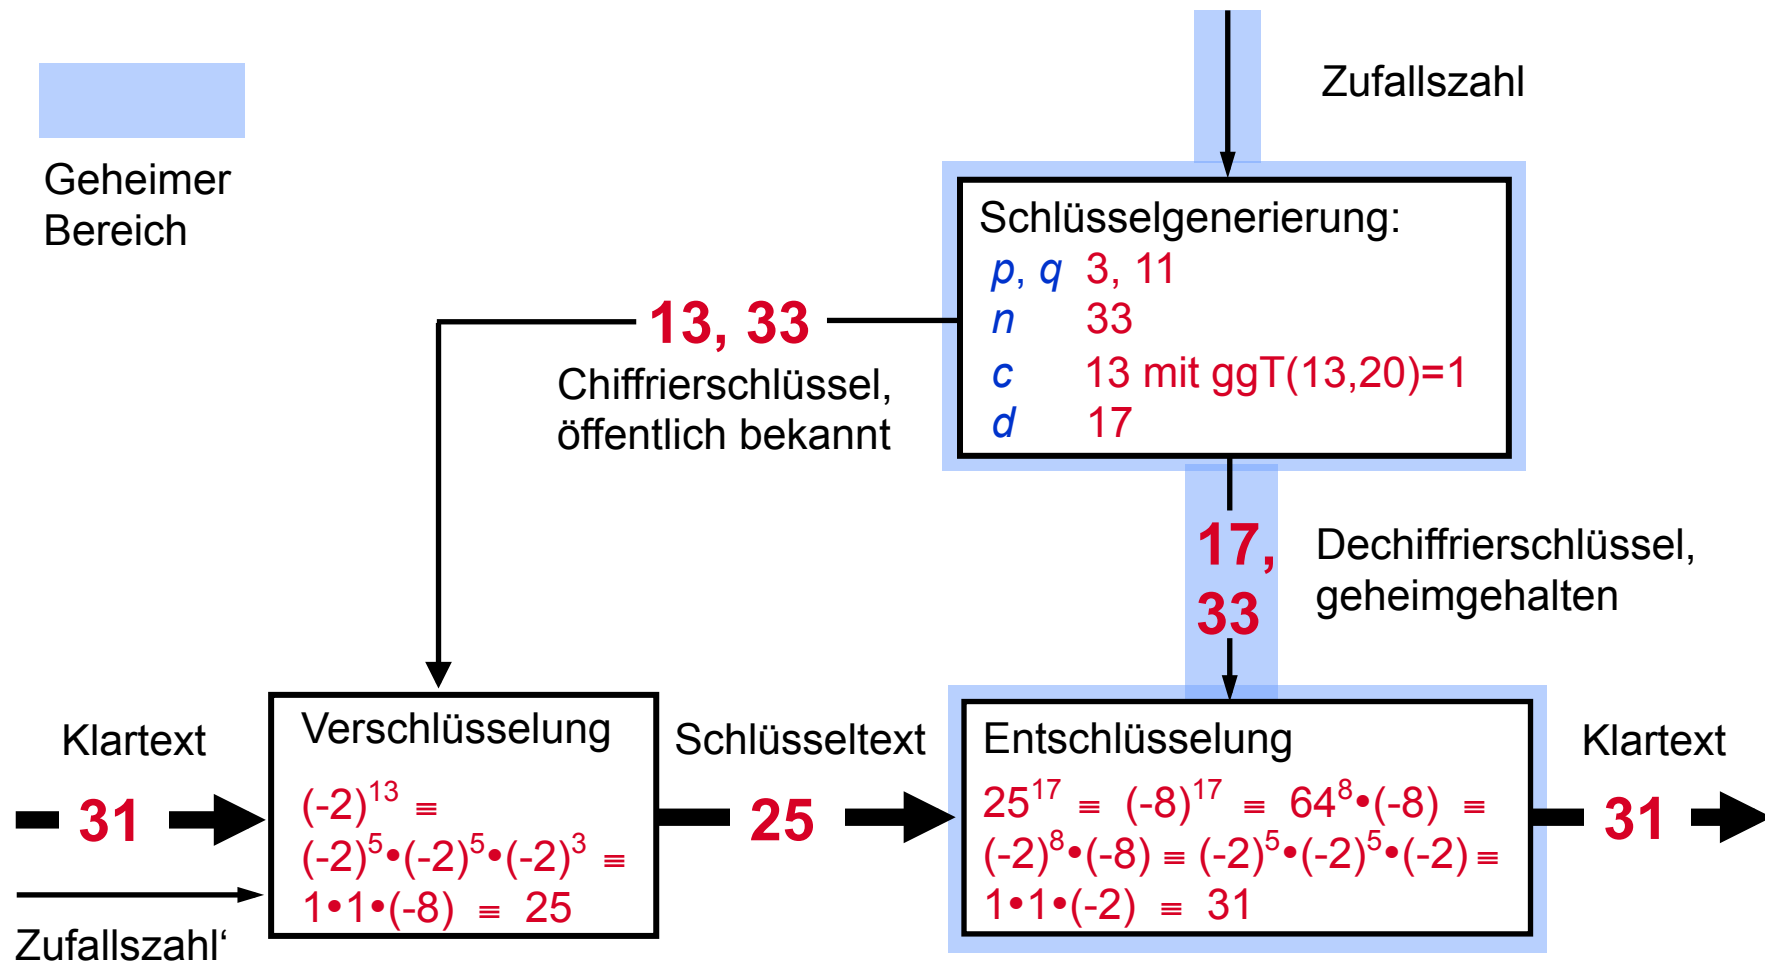 Zufallszahl
Geheimer
Bereich
Schlüsselgenerierung:
p, q 3, 11
n 33
c 13 mit ggT(13,20)=1
d 17
13, 33
Chiffrierschlüssel,
öffentlich bekannt
17,
33
Dechiffrierschlüssel,
geheimgehalten
Klartext
31
Zufallszahl‘
Verschlüsselung
(-2)¹³ ≡
(-2)⁵•(-2)⁵•(-2)³ ≡
1•1•(-8) ≡ 25
Schlüsseltext
25
Entschlüsselung
25¹⁷ ≡ (-8)¹⁷ ≡ 64⁸•(-8) ≡
(-2)⁸•(-8) ≡ (-2)⁵•(-2)⁵•(-2) ≡
1•1•(-2) ≡ 31
Klartext
31